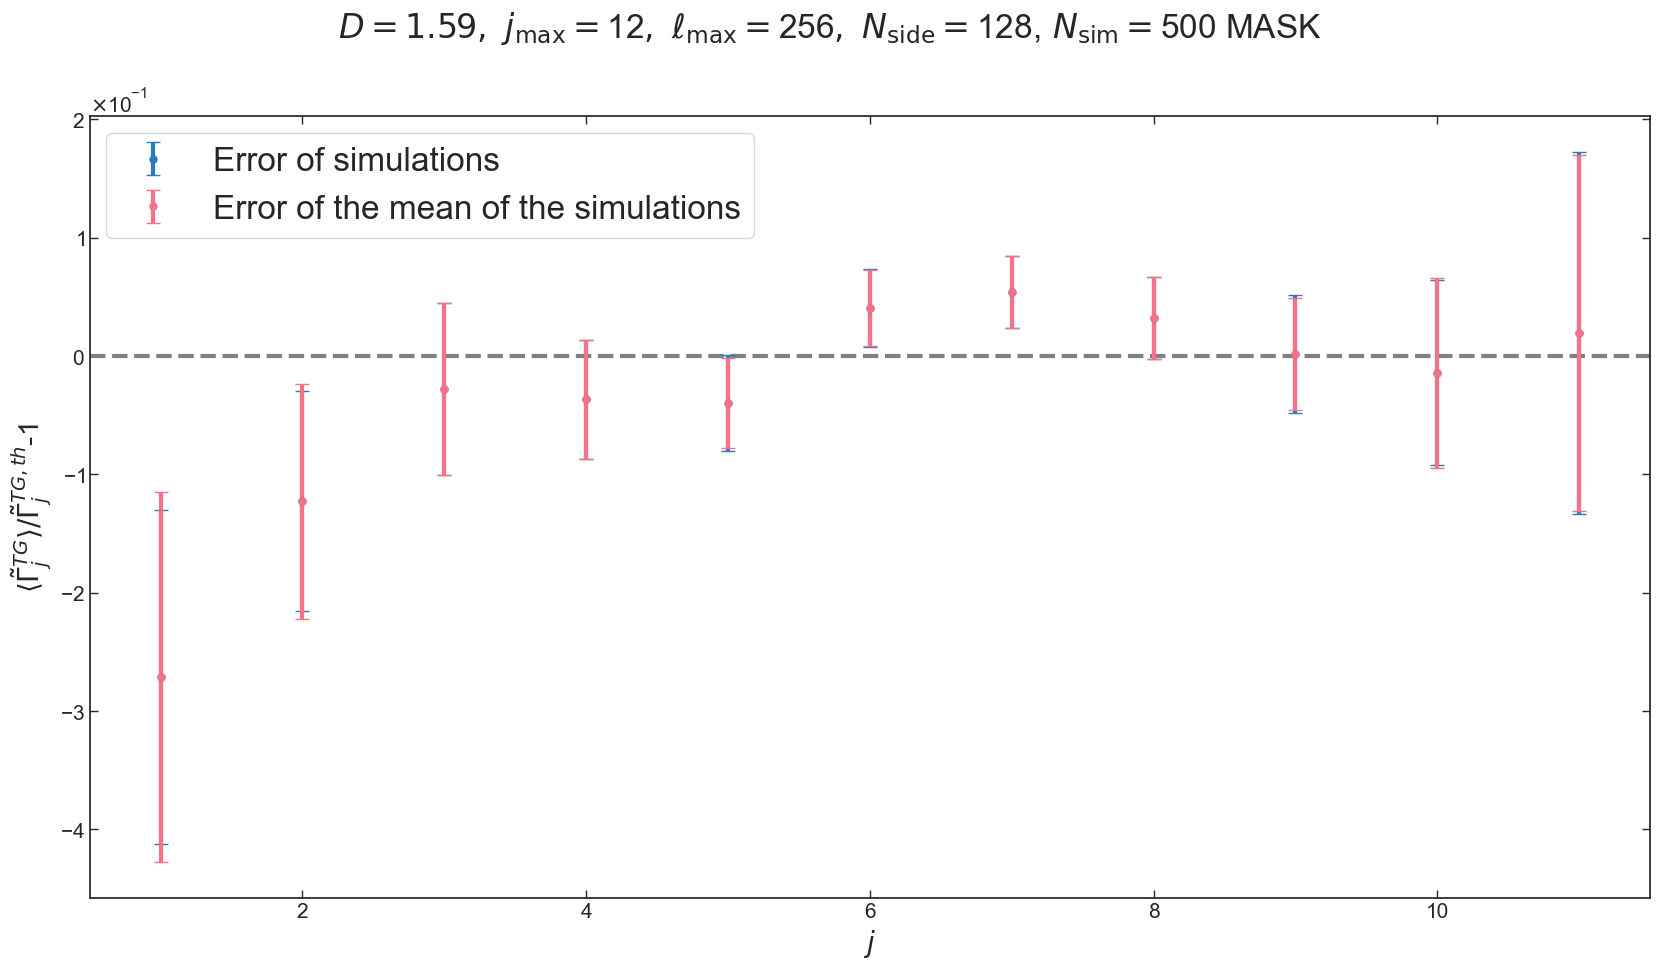 D = 1.59, j_max = 12, ℓ_max = 256, N_side = 128, N_sim = 500 MASK
×10⁻¹
2
1
0
−1
−2
−3
−4
Error of simulations
Error of the mean of the simulations
⟨Γ̃_j^{TG}⟩/Γ̃_j^{TG, th}-1
2
4
6
8
10
j